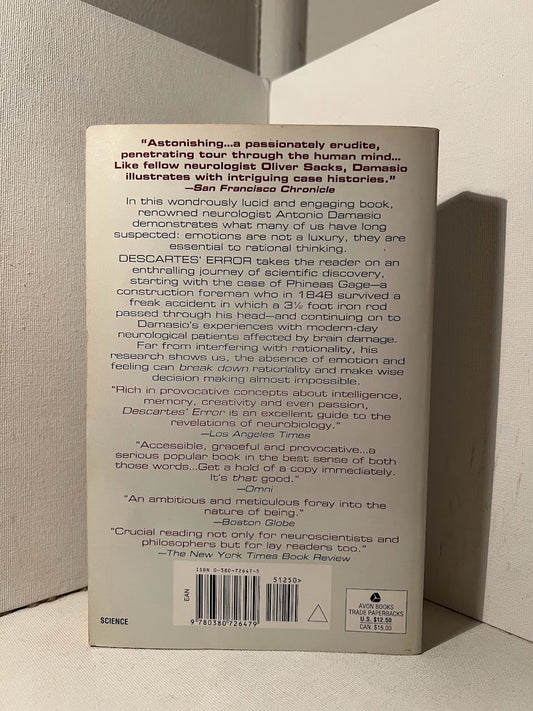 “Astonishing...a passionately erudite,
penetrating tour through the human mind...
Like fellow neurologist Oliver Sacks, Damasio
illustrates with intriguing case histories.”
—San Francisco Chronicle
In this wondrously lucid and engaging book,
renowned neurologist Antonio Damasio
demonstrates what many of us have long
suspected: emotions are not a luxury, they are
essential to rational thinking.
DESCARTES’ ERROR takes the reader on an
enthralling journey of scientific discovery,
starting with the case of Phineas Gage—a
construction foreman who in 1848 survived a
freak accident in which a 3½ foot iron rod
passed through his head—and continuing on to
Damasio’s experiences with modern-day
neurological patients affected by brain damage.
Far from interfering with rationality, his
research shows us, the absence of emotion and
feeling can break down rationality and make wise
decision making almost impossible.
“Rich in provocative concepts about intelligence,
memory, creativity and even passion,
Descartes’ Error is an excellent guide to the
revelations of neurobiology.”
—Los Angeles Times
“Accessible, graceful and provocative...a
serious popular book in the best sense of both
those words...Get a hold of a copy immediately.
It’s that good.”
—Omni
“An ambitious and meticulous foray into the
nature of being.”
—Boston Globe
“Crucial reading not only for neuroscientists and
philosophers but for lay readers too.”
—The New York Times Book Review
ISBN 0-380-72647-5
51250>
EAN
9 780380 726479
SCIENCE
AVON BOOKS
TRADE PAPERBACKS
U.S. $12.50
CAN. $16.00